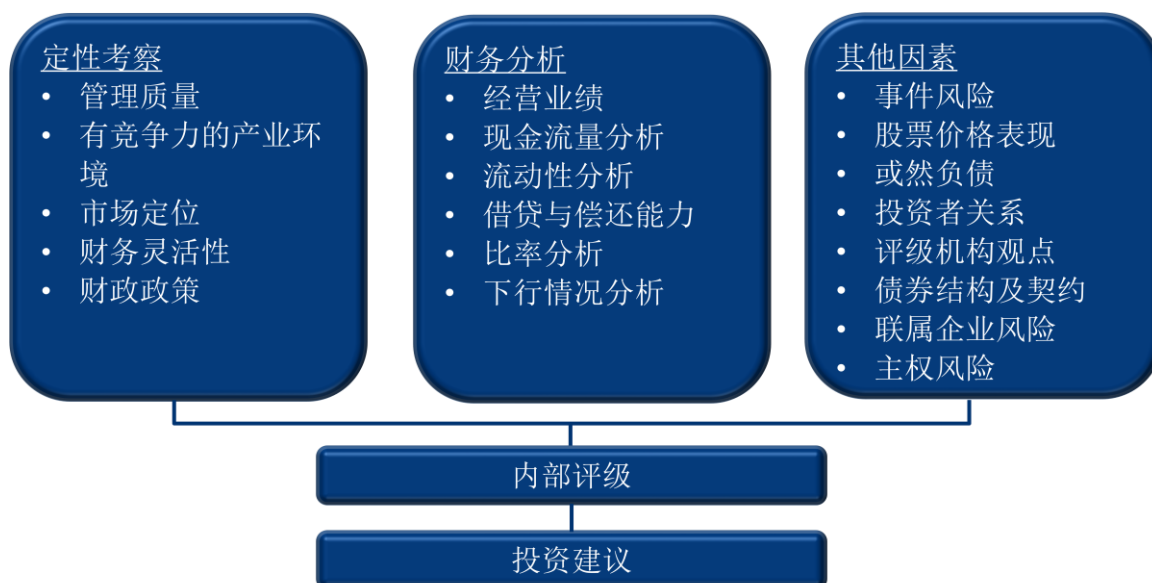 定性考察
• 管理质量
• 有竞争力的产业环
境
• 市场定位
• 财务灵活性
• 财政政策
财务分析
• 经营业绩
• 现金流量分析
• 流动性分析
• 借贷与偿还能力
• 比率分析
• 下行情况分析
其他因素
• 事件风险
• 股票价格表现
• 或然负债
• 投资者关系
• 评级机构观点
• 债券结构及契约
• 联属企业风险
• 主权风险
内部评级
投资建议